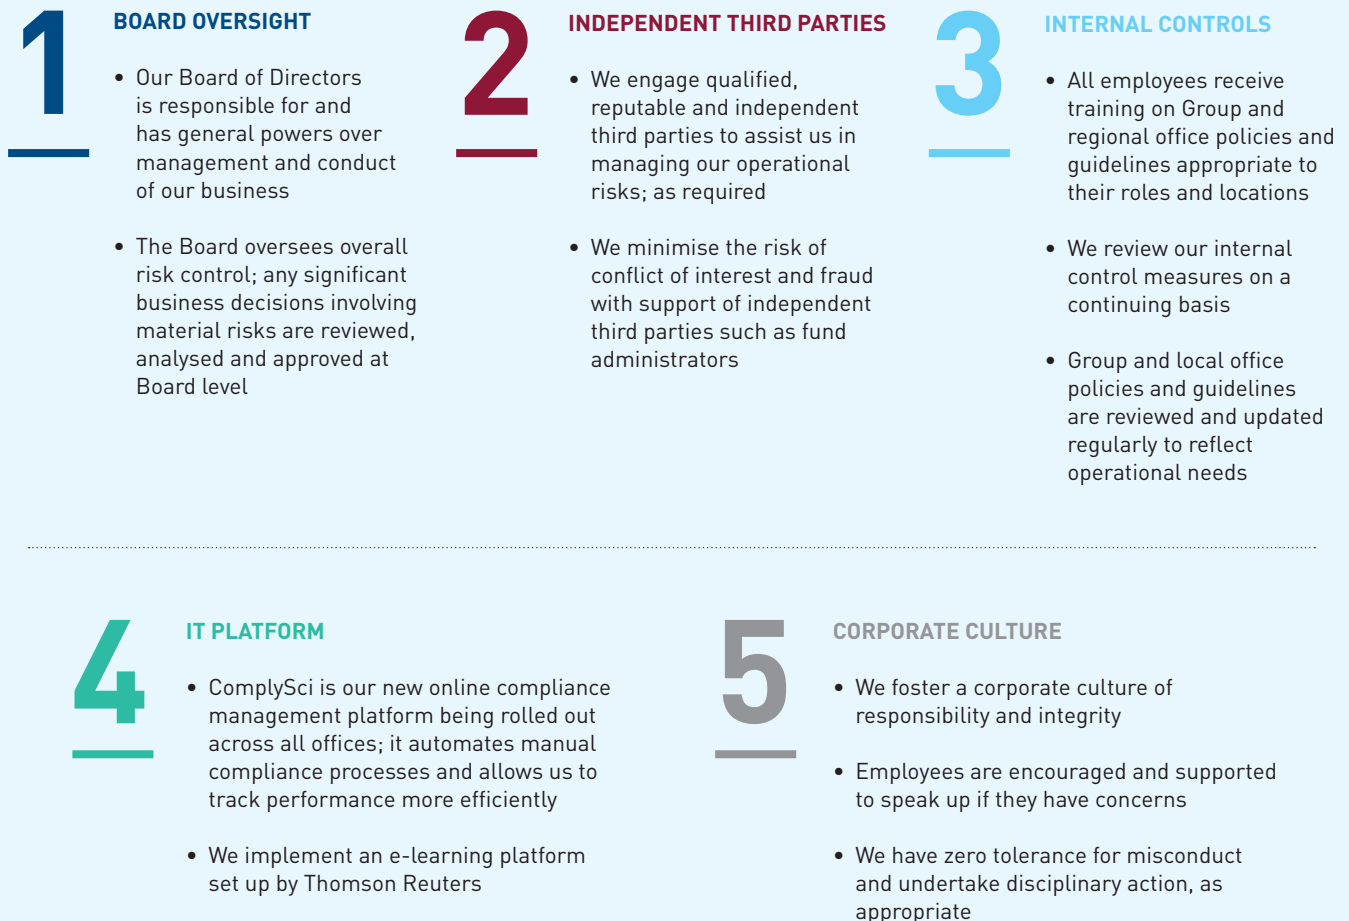 1
BOARD OVERSIGHT
• Our Board of Directors
is responsible for and
has general powers over
management and conduct
of our business
• The Board oversees overall
risk control; any significant
business decisions involving
material risks are reviewed,
analysed and approved at
Board level
2
INDEPENDENT THIRD PARTIES
• We engage qualified,
reputable and independent
third parties to assist us in
managing our operational
risks; as required
• We minimise the risk of
conflict of interest and fraud
with support of independent
third parties such as fund
administrators
3
INTERNAL CONTROLS
• All employees receive
training on Group and
regional office policies and
guidelines appropriate to
their roles and locations
• We review our internal
control measures on a
continuing basis
• Group and local office
policies and guidelines
are reviewed and updated
regularly to reflect
operational needs
4
IT PLATFORM
• ComplySci is our new online compliance
management platform being rolled out
across all offices; it automates manual
compliance processes and allows us to
track performance more efficiently
• We implement an e-learning platform
set up by Thomson Reuters
5
CORPORATE CULTURE
• We foster a corporate culture of
responsibility and integrity
• Employees are encouraged and supported
to speak up if they have concerns
• We have zero tolerance for misconduct
and undertake disciplinary action, as
appropriate